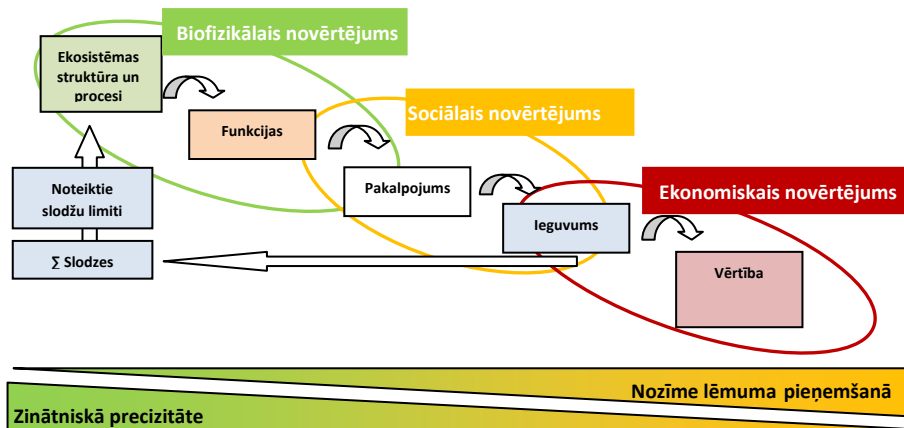 Biofizikālais novērtējums
Ekosistēmas
struktūra un
procesi
Funkcijas
Sociālais novērtējums
Pakalpojums
Noteiktie
slodžu limiti
Ekonomiskais novērtējums
Ieguvums
∑ Slodzes
Vērtība
Nozīme lēmuma pieņemšanā
Zinātniskā precizitāte